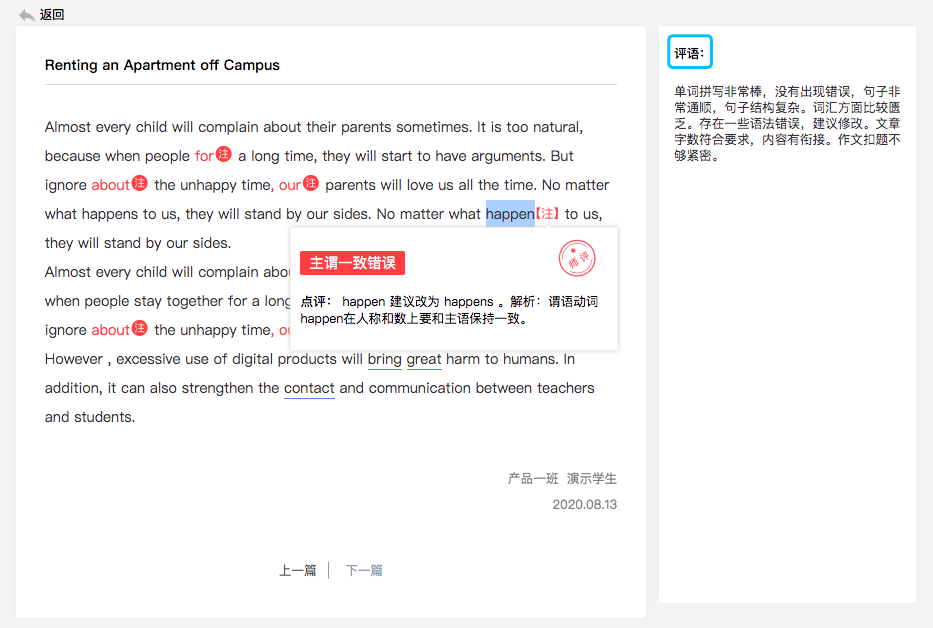 返回
Renting an Apartment off Campus
Almost every child will complain about their parents sometimes. It is too natural,
because when people for注 a long time, they will start to have arguments. But
ignore about注 the unhappy time, our注 parents will love us all the time. No matter
what happens to us, they will stand by our sides. No matter what happen【注】 to us,
they will stand by our sides.
Almost every child will complain abou
when people stay together for a long
ignore about注 the unhappy time, ou
However , excessive use of digital products will bring great harm to humans. In
addition, it can also strengthen the contact and communication between teachers
and students.
主谓一致错误
师评
点评： happen 建议改为 happens 。解析：谓语动词
happen在人称和数上要和主语保持一致。
产品一班 演示学生
2020.08.13
上一篇 | 下一篇
评语：
单词拼写非常棒，没有出现错误，句子非
常通顺，句子结构复杂。词汇方面比较匮
乏。存在一些语法错误，建议修改。文章
字数符合要求，内容有衔接。作文扣题不
够紧密。